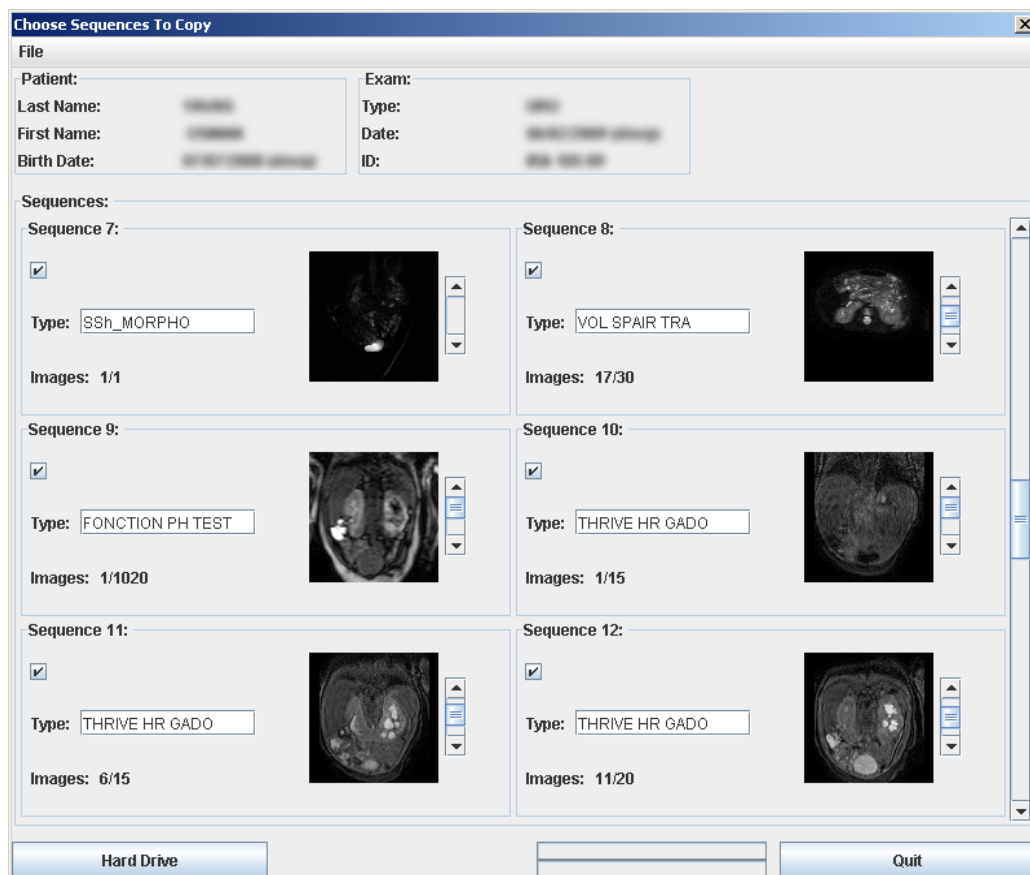 Choose Sequences To Copy
File
Patient:
Last Name:
First Name:
Birth Date:
Exam:
Type:
Date:
ID:
Sequences:
Sequence 7:
Type: SSh_MORPHO
Images: 1/1
Sequence 8:
Type: VOL SPAIR TRA
Images: 17/30
Sequence 9:
Type: FONCTION PH TEST
Images: 1/1020
Sequence 10:
Type: THRIVE HR GADO
Images: 1/15
Sequence 11:
Type: THRIVE HR GADO
Images: 6/15
Sequence 12:
Type: THRIVE HR GADO
Images: 11/20
Hard Drive
Quit